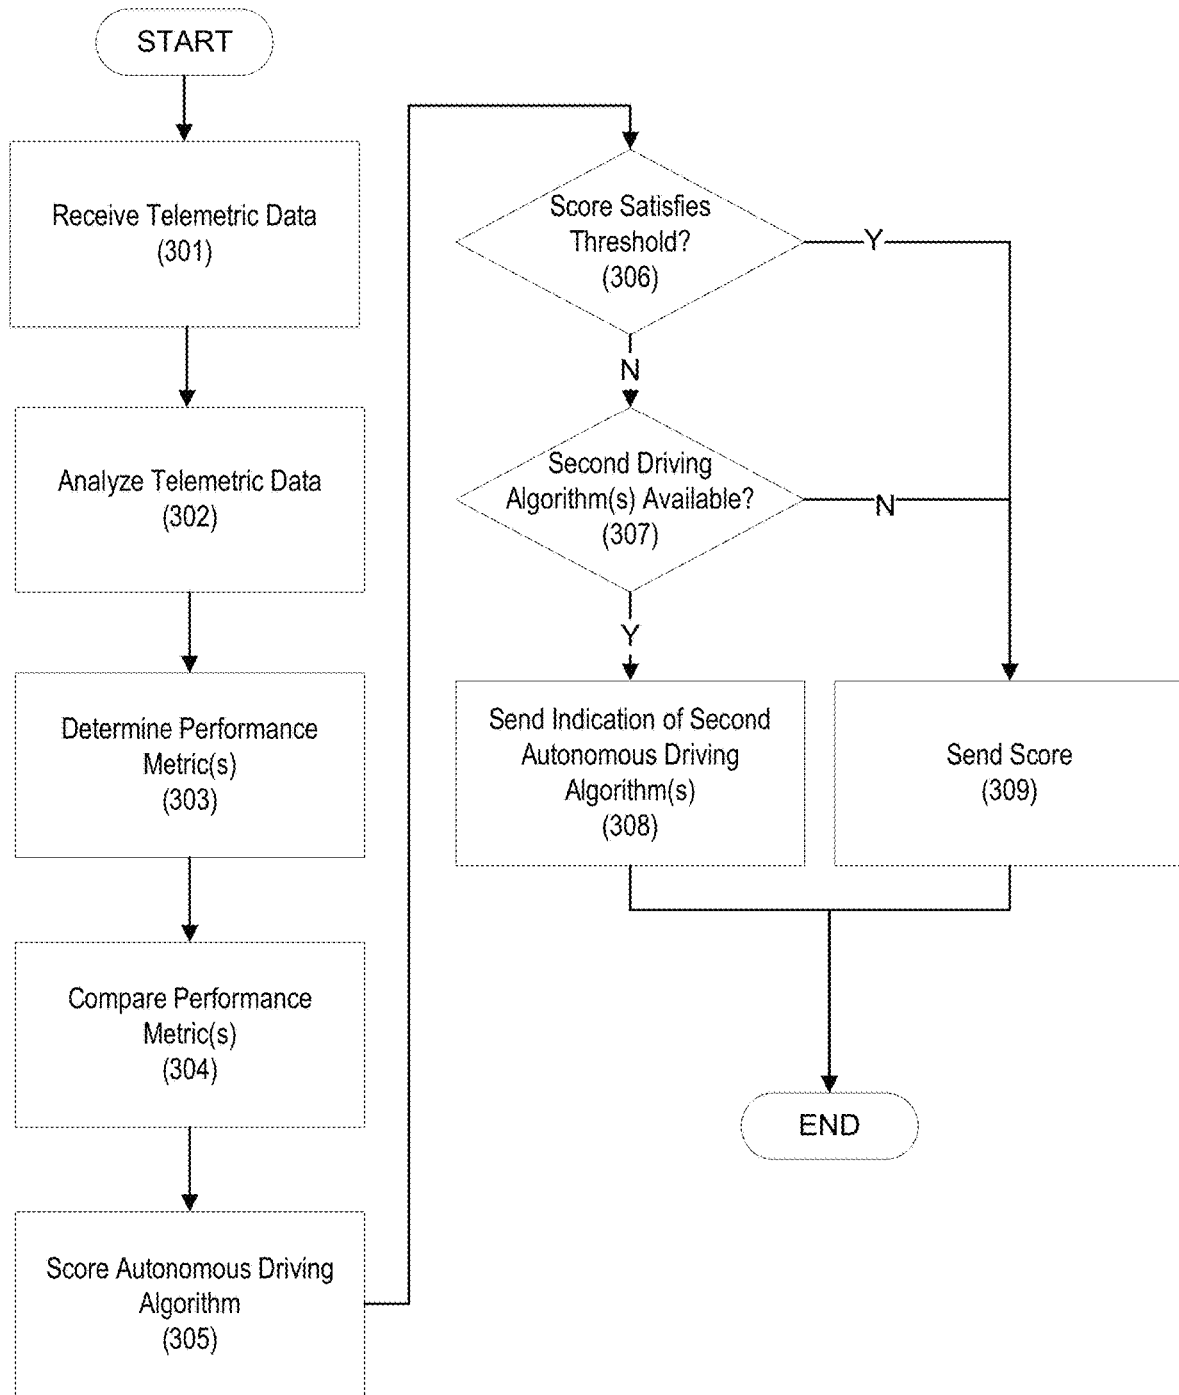 START
Receive Telemetric Data
(301)
Analyze Telemetric Data
(302)
Determine Performance
Metric(s)
(303)
Compare Performance
Metric(s)
(304)
Score Autonomous Driving
Algorithm
(305)
Score Satisfies
Threshold?
(306)
Y
N
Second Driving
Algorithm(s) Available?
(307)
N
Y
Send Indication of Second
Autonomous Driving
Algorithm(s)
(308)
Send Score
(309)
END